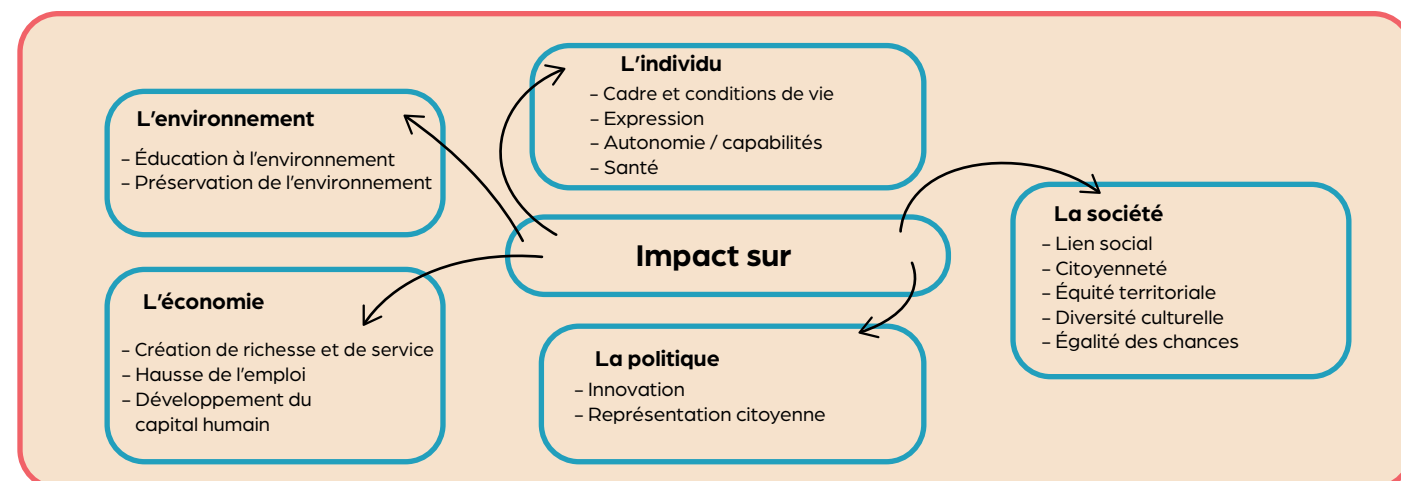 L'individu
- Cadre et conditions de vie
- Expression
- Autonomie / capabilités
- Santé
L'environnement
- Éducation à l'environnement
- Préservation de l'environnement
La société
- Lien social
- Citoyenneté
- Équité territoriale
- Diversité culturelle
- Égalité des chances
Impact sur
L'économie
- Création de richesse et de service
- Hausse de l'emploi
- Développement du
capital humain
La politique
- Innovation
- Représentation citoyenne